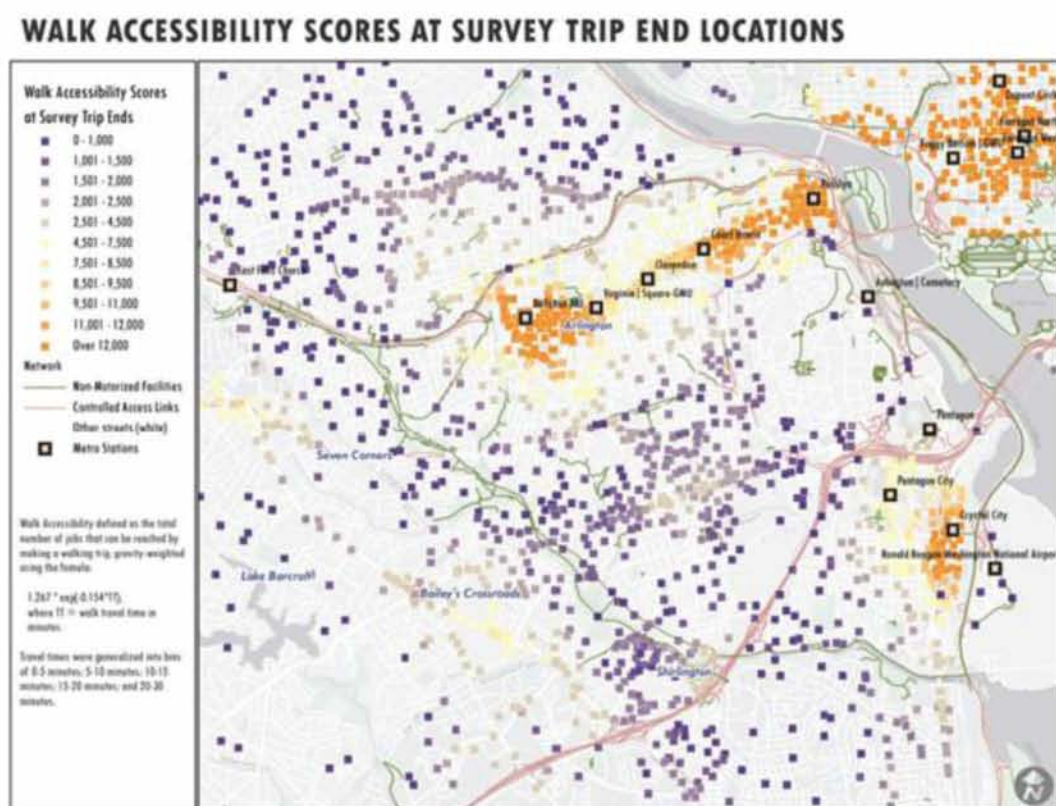 WALK ACCESSIBILITY SCORES AT SURVEY TRIP END LOCATIONS
Walk Accessibility Scores
at Survey Trip Ends
0 - 1,000
1,001 - 1,500
1,501 - 2,000
2,001 - 2,500
2,501 - 4,500
4,501 - 7,500
7,501 - 8,500
8,501 - 9,500
9,501 - 11,000
11,001 - 12,000
Over 12,000
Network
Non-Motorized Facilities
Controlled Access Links
Other streets (white)
Metro Stations
Walk Accessibility defined as the total
number of jobs that can be reached by
making a walking trip, gravity-weighted
using the formula:
1.267 * exp(-0.154*TT),
where TT = walk travel time in
minutes.
Travel times were generalized into bins
of 0-5 minutes; 5-10 minutes; 10-15
minutes; 15-20 minutes; and 20-30
minutes.
Rosslyn
Court House
Clarendon
Virginia | Square-GMU
Arlington
Arlington | Cemetery
Seven Corners
Pentagon
Pentagon City
Crystal City
Ronald Reagan Washington National Airport
Lake Barcroft
Bailey's Crossroads
Shirlington
N